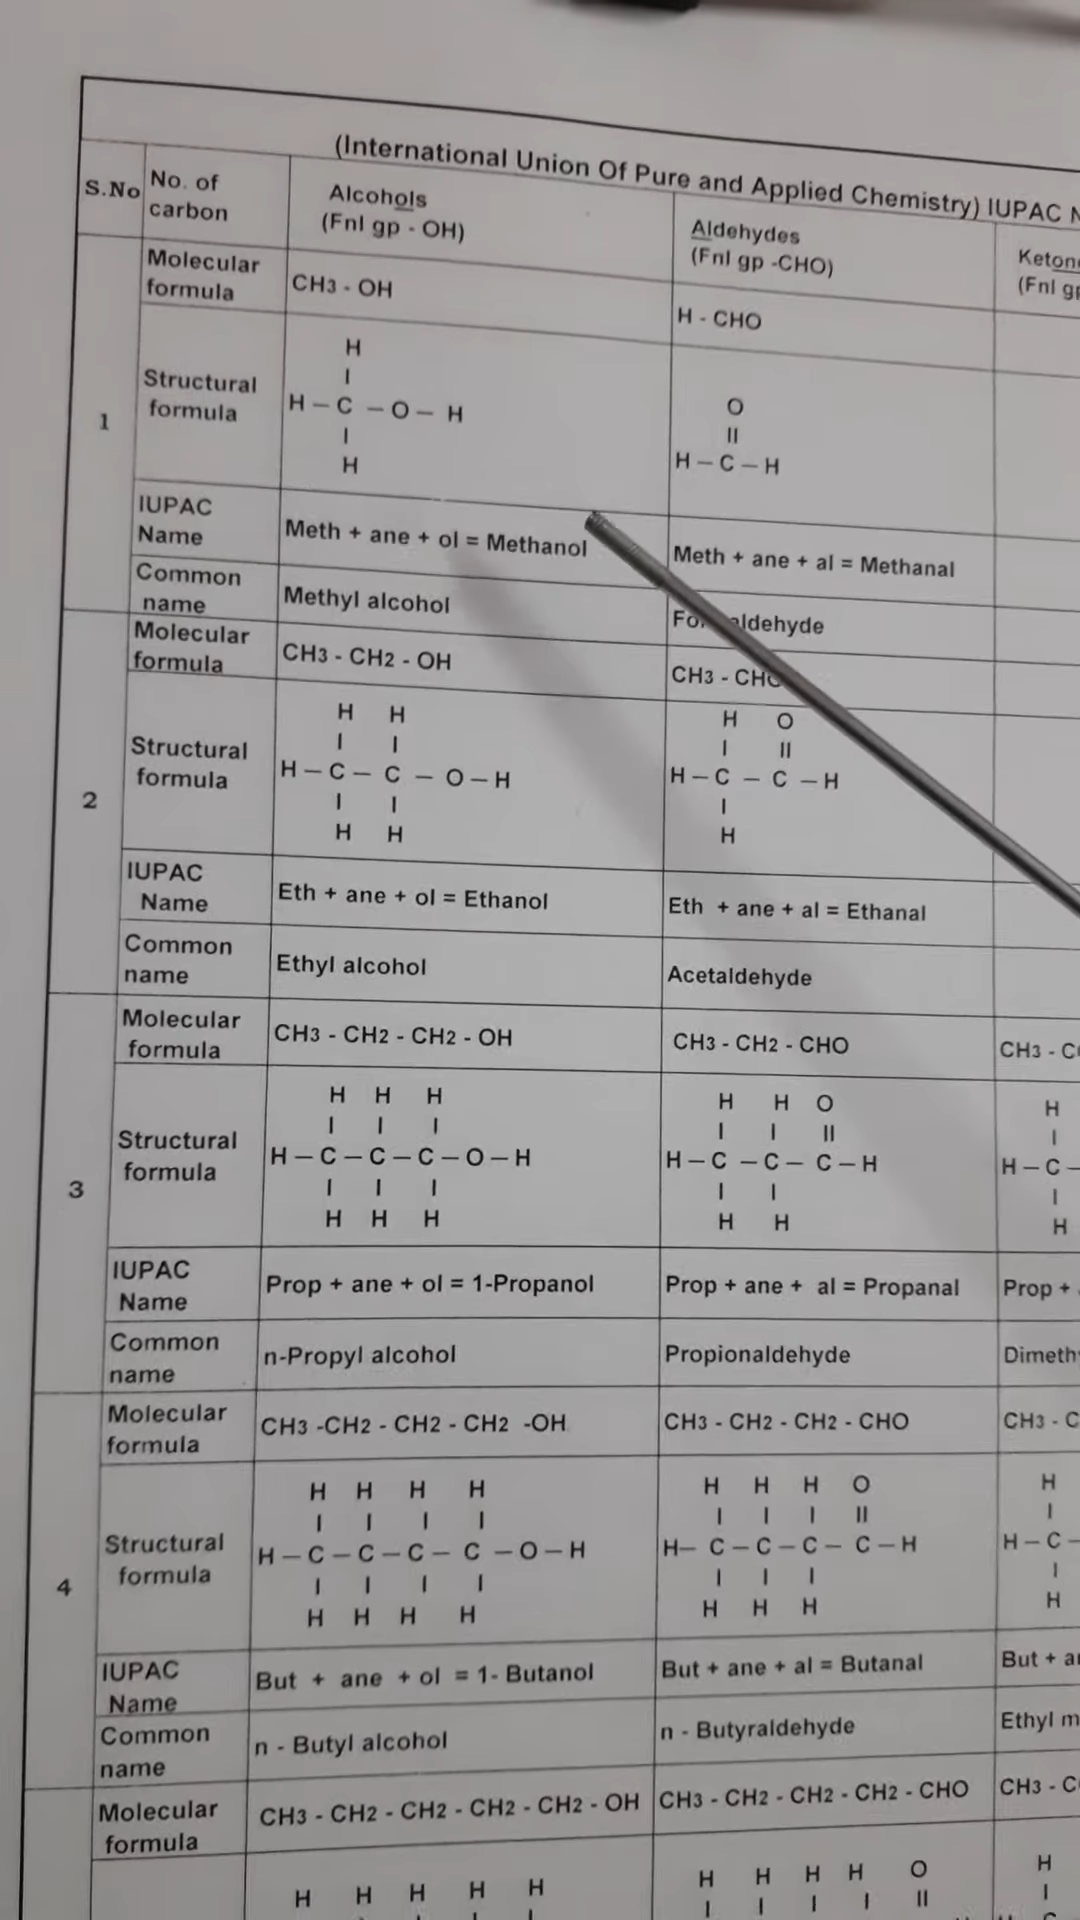 (International Union Of Pure and Applied Chemistry) IUPAC
S.No
No. of
carbon
Alcohols
(Fnl gp - OH)
Aldehydes
(Fnl gp -CHO)
(Fnl
1
Molecular
formula
CH3 - OH
H - CHO
Structural
formula
H
I
H – C – O – H
I
H
O
II
H – C – H
IUPAC
Name
Meth + ane + ol = Methanol
Meth + ane + al = Methanal
Common
name
Methyl alcohol
2
Molecular
formula
CH3 - CH2 - OH
CH3 -
Structural
formula
H H
I I
H – C – C – O – H
I I
H H
H O
I II
H – C – C – H
I
H
IUPAC
Name
Eth + ane + ol = Ethanol
Eth + ane + al = Ethanal
Common
name
Ethyl alcohol
Acetaldehyde
3
Molecular
formula
CH3 - CH2 - CH2 - OH
CH3 - CH2 - CHO
CH3 -
Structural
formula
H H H
I I I
H – C – C – C – O – H
I I I
H H H
H H O
I I II
H – C – C – C – H
I I
H H
H
I
H – C –
I
H
IUPAC
Name
Prop + ane + ol = 1-Propanol
Prop + ane + al = Propanal
Prop +
Common
name
n-Propyl alcohol
Propionaldehyde
4
Molecular
formula
CH3 -CH2 - CH2 - CH2 -OH
CH3 - CH2 - CH2 - CHO
CH3 -
Structural
formula
H H H H
I I I I
H – C – C – C – C – O – H
I I I I
H H H H
H H H O
I I I II
H– C – C – C – C – H
I I I
H H H
H
I
H – C –
I
H
IUPAC
Name
But + ane + ol = 1- Butanol
But + ane + al = Butanal
But +
Common
name
n - Butyl alcohol
n - Butyraldehyde
Ethyl
Molecular
formula
CH3 - CH2 - CH2 - CH2 - CH2 - OH
CH3 - CH2 - CH2 - CH2 - CHO
CH3 -
H H H H H
H H H H O
I I I I II
H
I